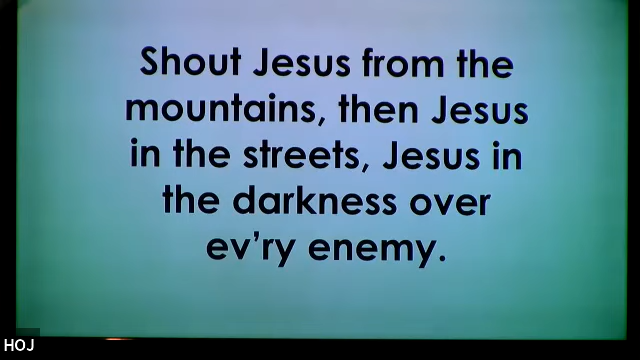 Shout Jesus from the
mountains, then Jesus
in the streets, Jesus in
the darkness over
ev’ry enemy.
HOJ